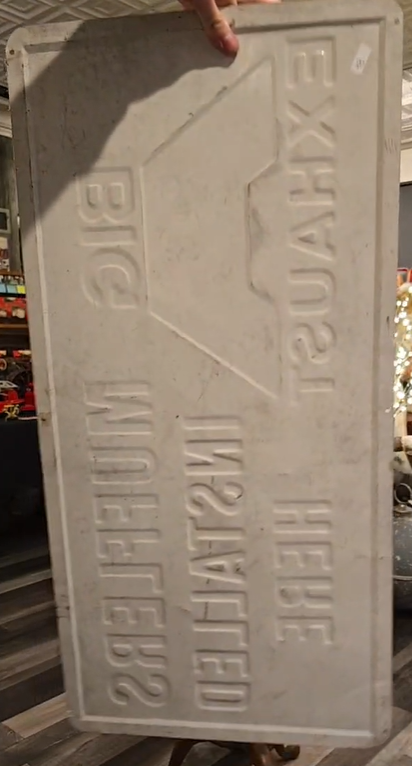 BIG
A
EXHAUST
MUFFLERS
INSTALLED
HERE